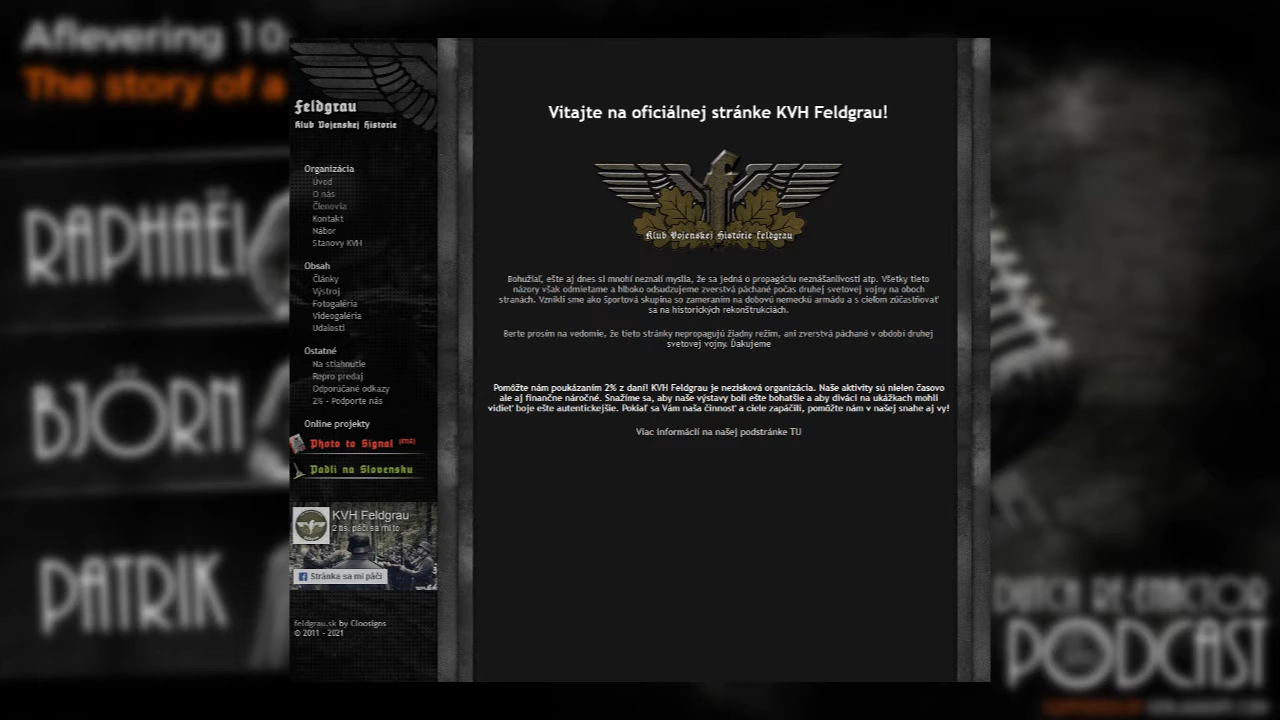 Aflevering 10:
The story of a
RAPHAËL
BJÖRN
PATRIK
Feldgrau
Klub Vojenskej Historie
Organizácia
Úvod
O nás
Členovia
Kontakt
Nábor
Stanovy KVH
Obsah
Články
Výstroj
Fotogaléria
Videogaléria
Udalosti
Ostatné
Na stiahnutie
Repro predaj
Odporúčané odkazy
2% - Podporte nás
Online projekty
Photo to Signal
Padli na Slovensku
KVH Feldgrau
2 tis. páči sa mi to
Stránka sa mi páči
feldgrau.sk by Cloosigns
© 2011 - 2021
Vitajte na oficiálnej stránke KVH Feldgrau!
f
Klub Vojenskej Histórie Feldgrau
Bohužiaľ, ešte aj dnes si mnohí neznalí myslia, že sa jedná o propagáciu neznášanlivosti atp. Všetky tieto
názory však odmietame a hlboko odsudzujeme zverstvá páchané počas druhej svetovej vojny na oboch
stranách. Vznikli sme ako športová skupina so zameraním na dobovú nemeckú armádu a s cieľom zúčastňovať
sa na historických rekonštrukciách.
Berte prosím na vedomie, že tieto stránky nepropagujú žiadny režim, ani zverstvá páchané v období druhej
svetovej vojny. Ďakujeme
Pomôžte nám poukázaním 2% z daní! KVH Feldgrau je nezisková organizácia. Naše aktivity sú nielen časovo
ale aj finančne náročné. Snažíme sa, aby naše výstavy boli ešte bohatšie a aby diváci na ukážkach mohli
vidieť boje ešte autentickejšie. Pokiaľ sa Vám naša činnosť a ciele zapáčili, pomôžte nám v našej snahe aj vy!
Viac informácií na našej podstránke TU
DUTCH RE-ENACTOR
PODCAST